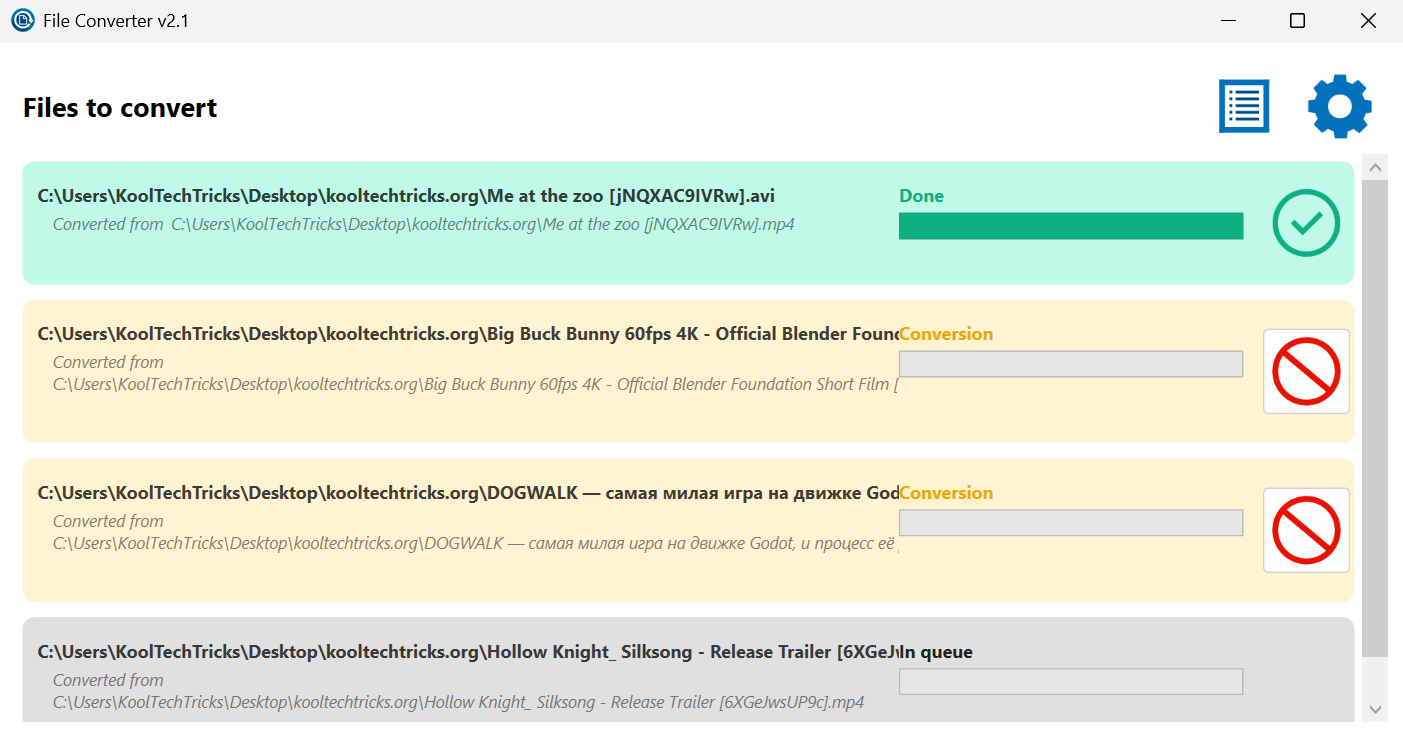 File Converter v2.1
Files to convert
C:\Users\KoolTechTricks\Desktop\kooltechtricks.org\Me at the zoo [jNQXAC9IVRw].avi
Done
Converted from C:\Users\KoolTechTricks\Desktop\kooltechtricks.org\Me at the zoo [jNQXAC9IVRw].mp4
C:\Users\KoolTechTricks\Desktop\kooltechtricks.org\Big Buck Bunny 60fps 4K - Official Blender Found
Conversion
Converted from
C:\Users\KoolTechTricks\Desktop\kooltechtricks.org\Big Buck Bunny 60fps 4K - Official Blender Foundation Short Film [
C:\Users\KoolTechTricks\Desktop\kooltechtricks.org\DOGWALK — самая милая игра на движке God
Conversion
Converted from
C:\Users\KoolTechTricks\Desktop\kooltechtricks.org\DOGWALK — самая милая игра на движке Godot, и процесс её
C:\Users\KoolTechTricks\Desktop\kooltechtricks.org\Hollow Knight_ Silksong - Release Trailer [6XGeJw
In queue
Converted from
C:\Users\KoolTechTricks\Desktop\kooltechtricks.org\Hollow Knight_ Silksong - Release Trailer [6XGeJwsUP9c].mp4